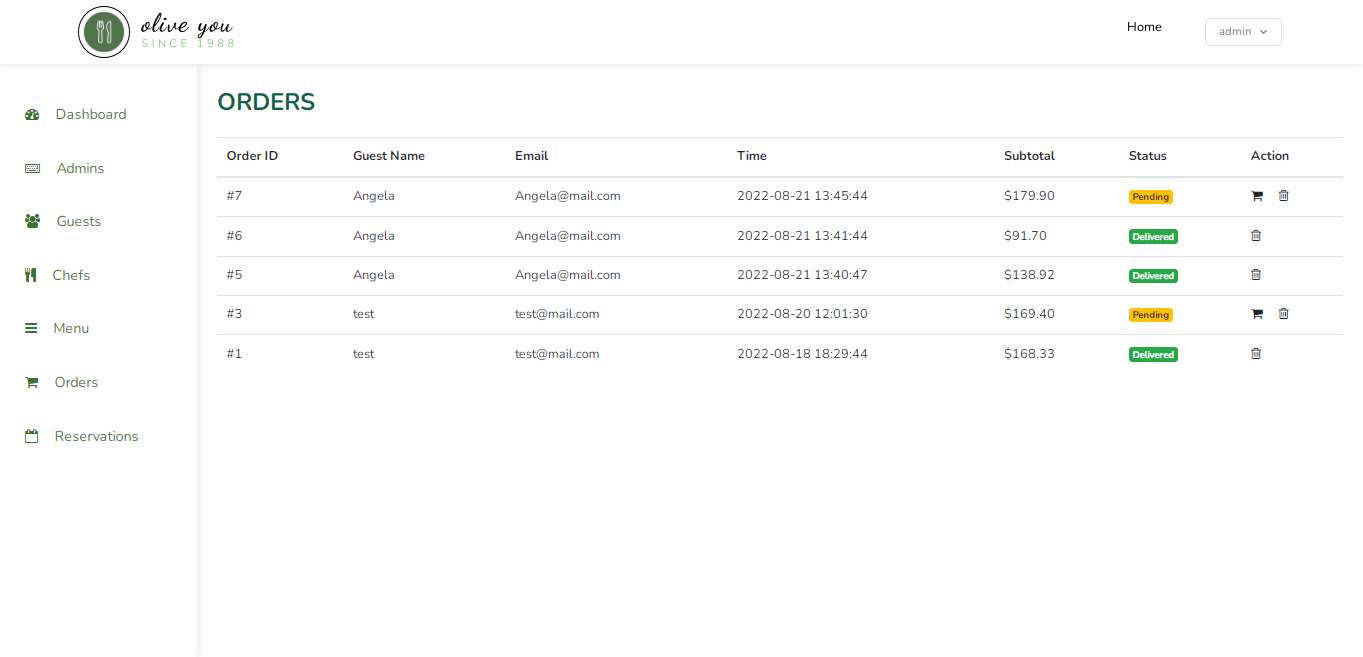 olive you
SINCE 1988
Home
admin
Dashboard
Admins
Guests
Chefs
Menu
Orders
Reservations
ORDERS
Order ID Guest Name Email Time Subtotal Status Action
#7 Angela Angela@mail.com 2022-08-21 13:45:44 $179.90 Pending
#6 Angela Angela@mail.com 2022-08-21 13:41:44 $91.70 Delivered
#5 Angela Angela@mail.com 2022-08-21 13:40:47 $138.92 Delivered
#3 test test@mail.com 2022-08-20 12:01:30 $169.40 Pending
#1 test test@mail.com 2022-08-18 18:29:44 $168.33 Delivered